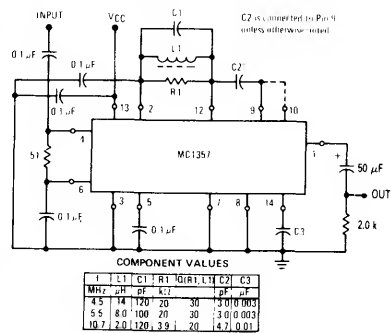 INPUT
VCC
C1
C2 is connected to Pin 9
unless otherwise noted
L1
0.1 µF
0.1 µF
C2
R1
0.1 µF
13
2
12
9
10
4
MC1357
1
+
51
50 µF
OUT
6
3
5
7
8
14
2.0 k
0.1 µF
0.1 µF
C3
COMPONENT VALUES
f L1 C1 R1 Q(R1, L1) C2 C3
MHz µH pF kΩ pF µF
4.5 14 120 20 30 3.0 0.003
5.5 8.0 100 20 30 3.0 0.003
10.7 2.0 120 3.9 20 4.7 0.01